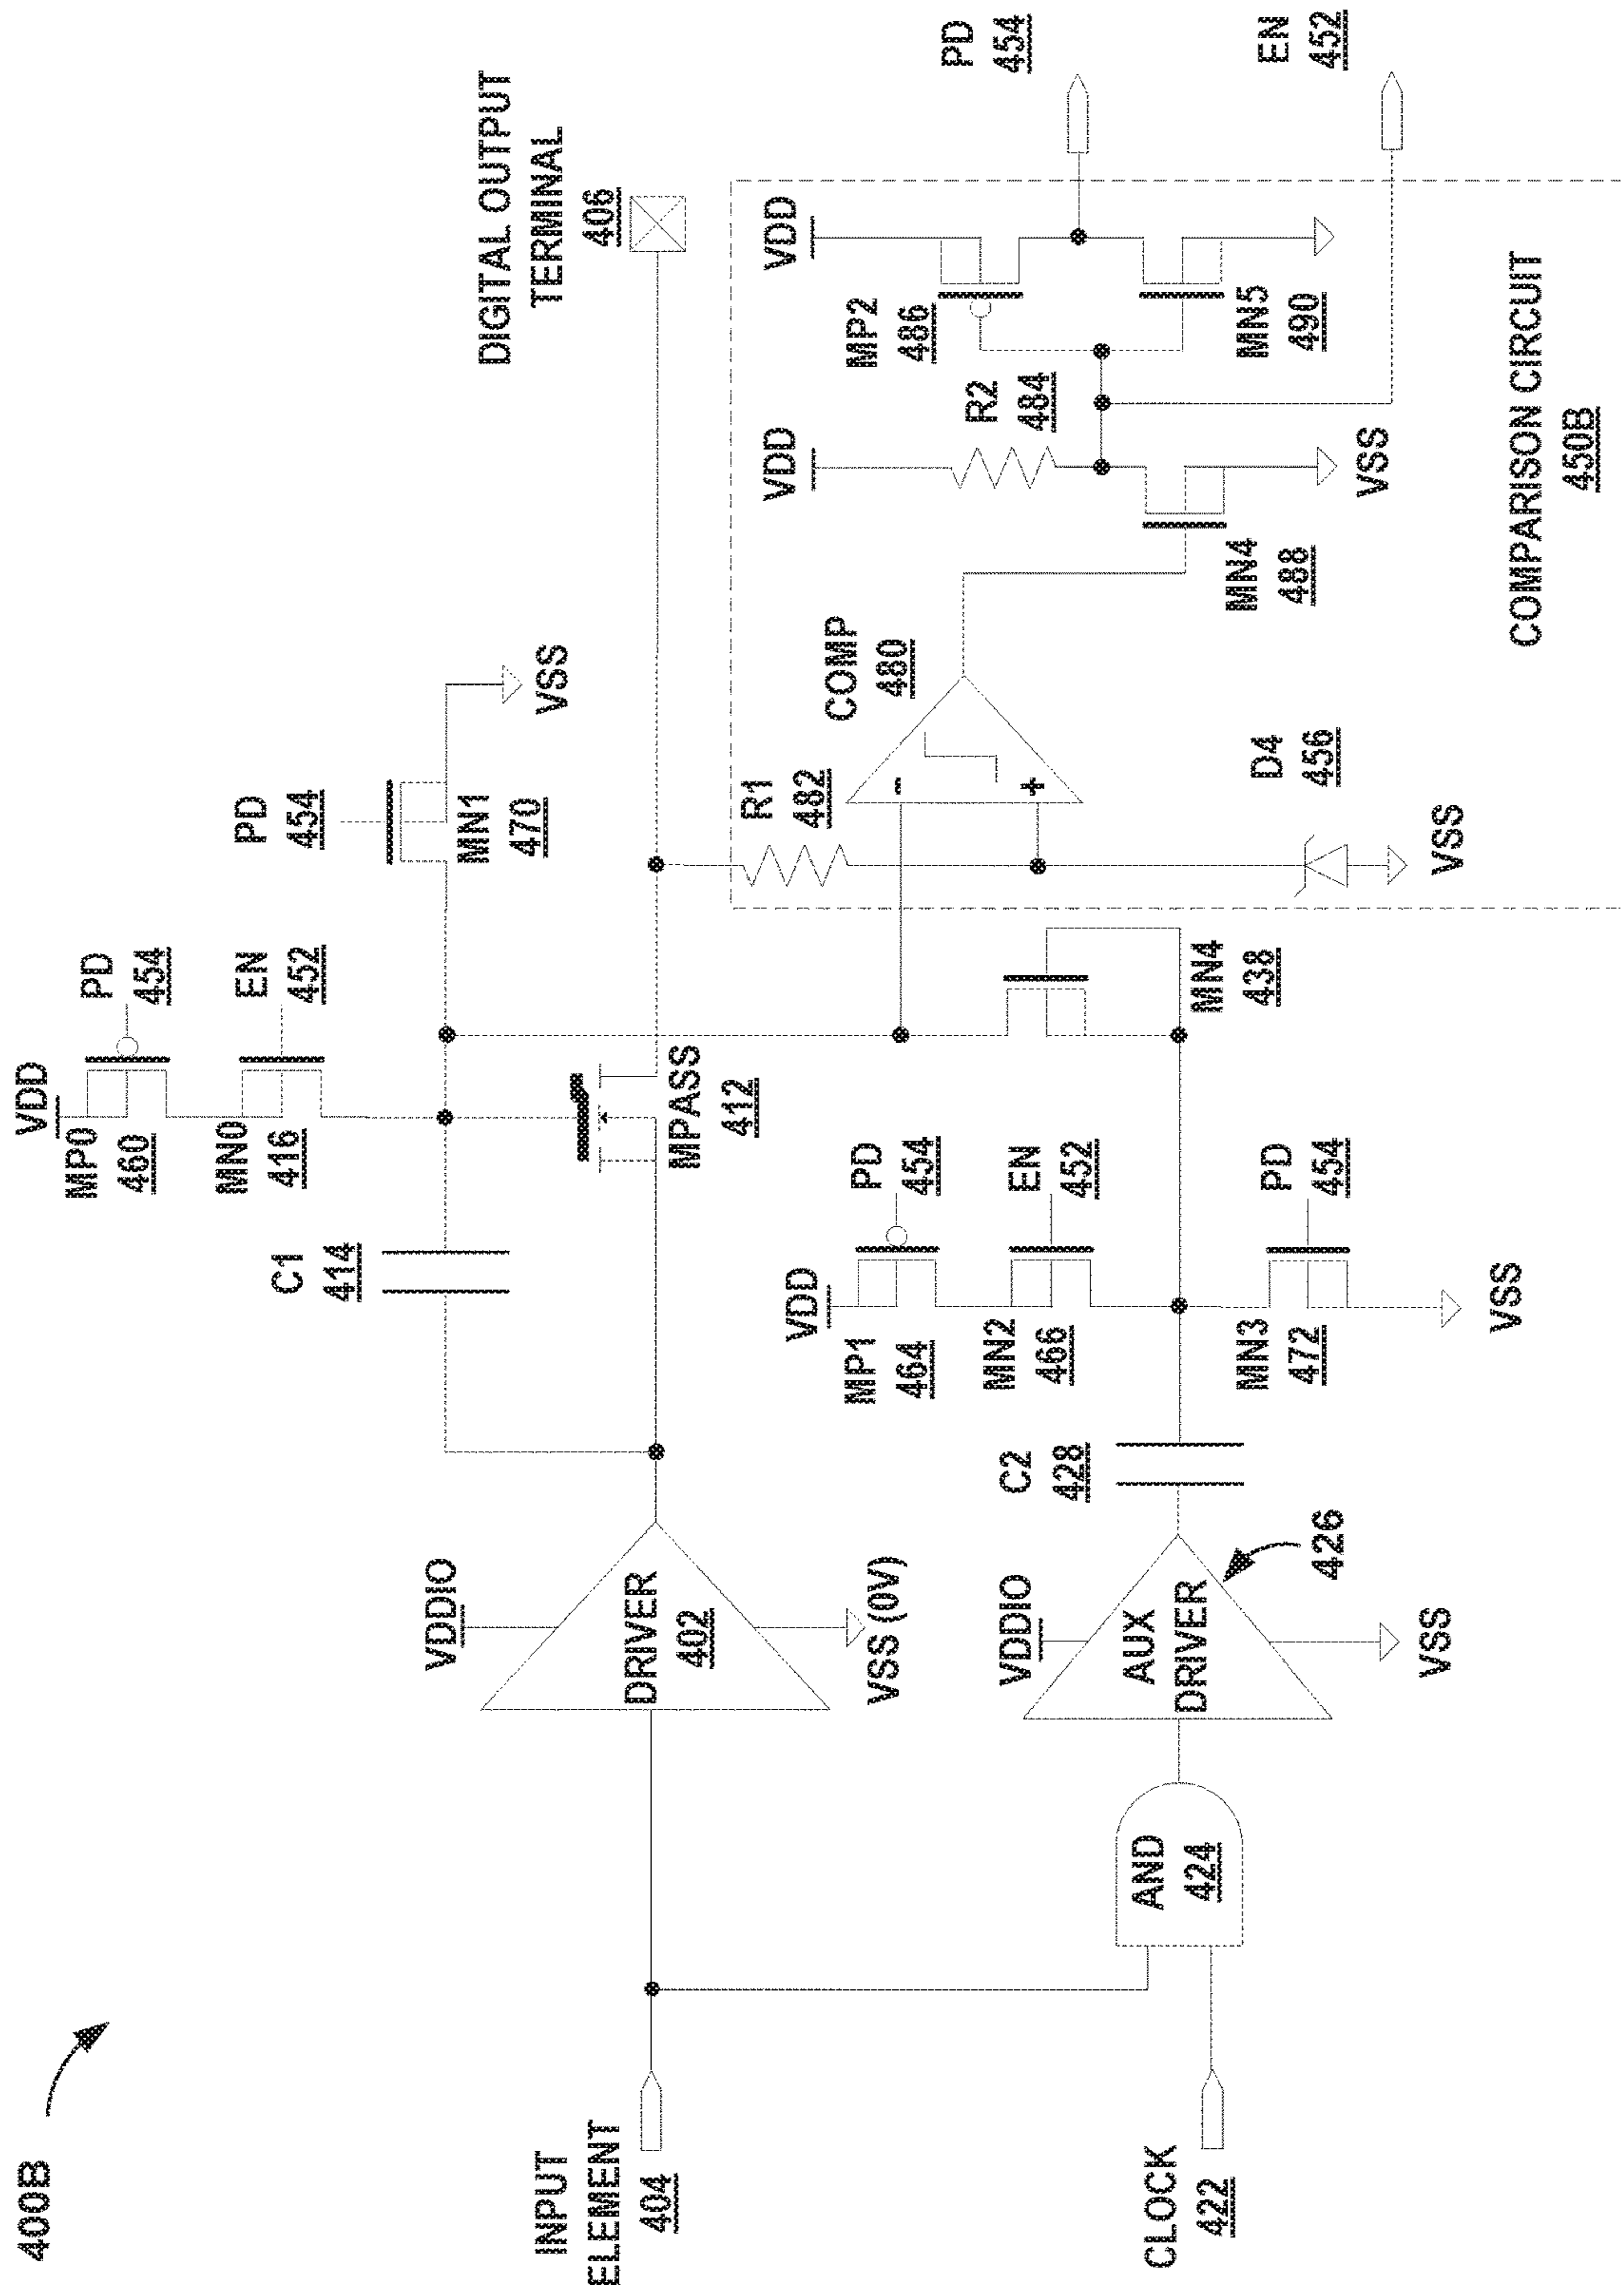 400B
DIGITAL OUTPUT
TERMINAL
406
VDD
MP0
460
PD
454
MN0
416
EN
452
PD
454
MN1
470
VSS
C1
414
MPASS
412
VDDIO
DRIVER
402
VSS (0V)
INPUT
ELEMENT
404
CLOCK
422
AND
424
VDDIO
AUX
DRIVER
426
VSS
C2
428
VDD
MP1
464
PD
454
MN2
466
EN
452
MN3
472
PD
454
VSS
MN4
438
R1
482
COMP
480
-
+
D4
456
VSS
VDD
R2
484
MN4
488
VSS
VDD
MP2
486
MN5
490
PD
454
EN
452
COMPARISON CIRCUIT
450B